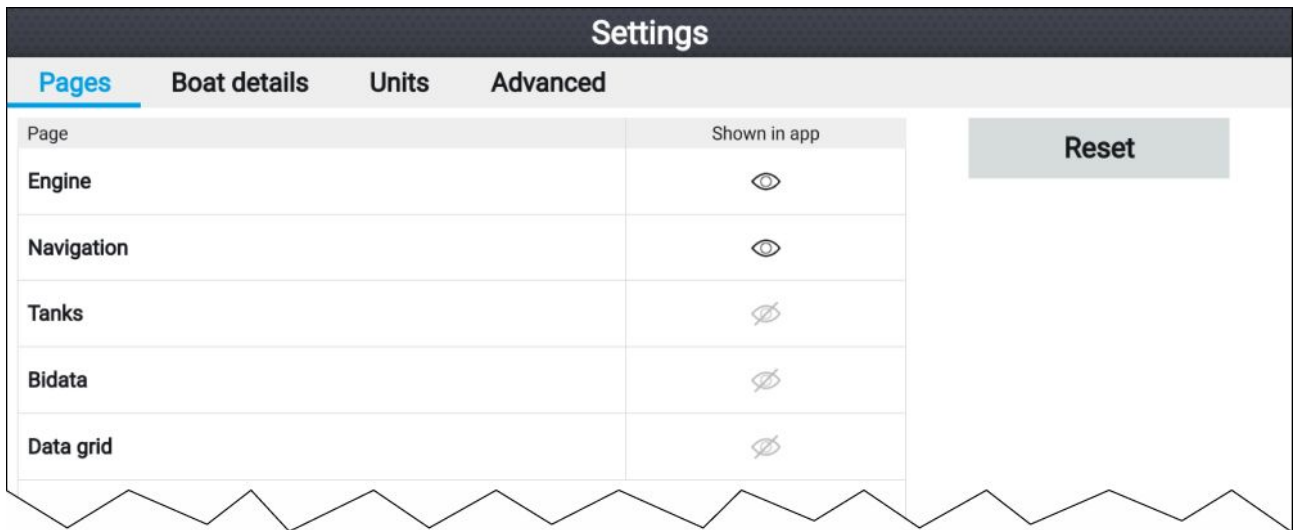 Settings
Pages Boat details Units Advanced
Page Shown in app
Reset
Engine
Navigation
Tanks
Bidata
Data grid